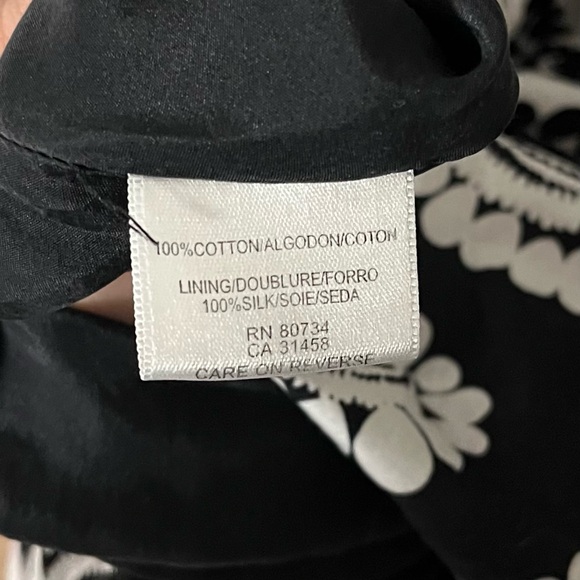 100%COTTON/ALGODON/COTON
LINING/DOUBLURE/FORRO
100%SILK/SOIE/SEDA
RN 80734
CA 31458
CARE ON REVERSE